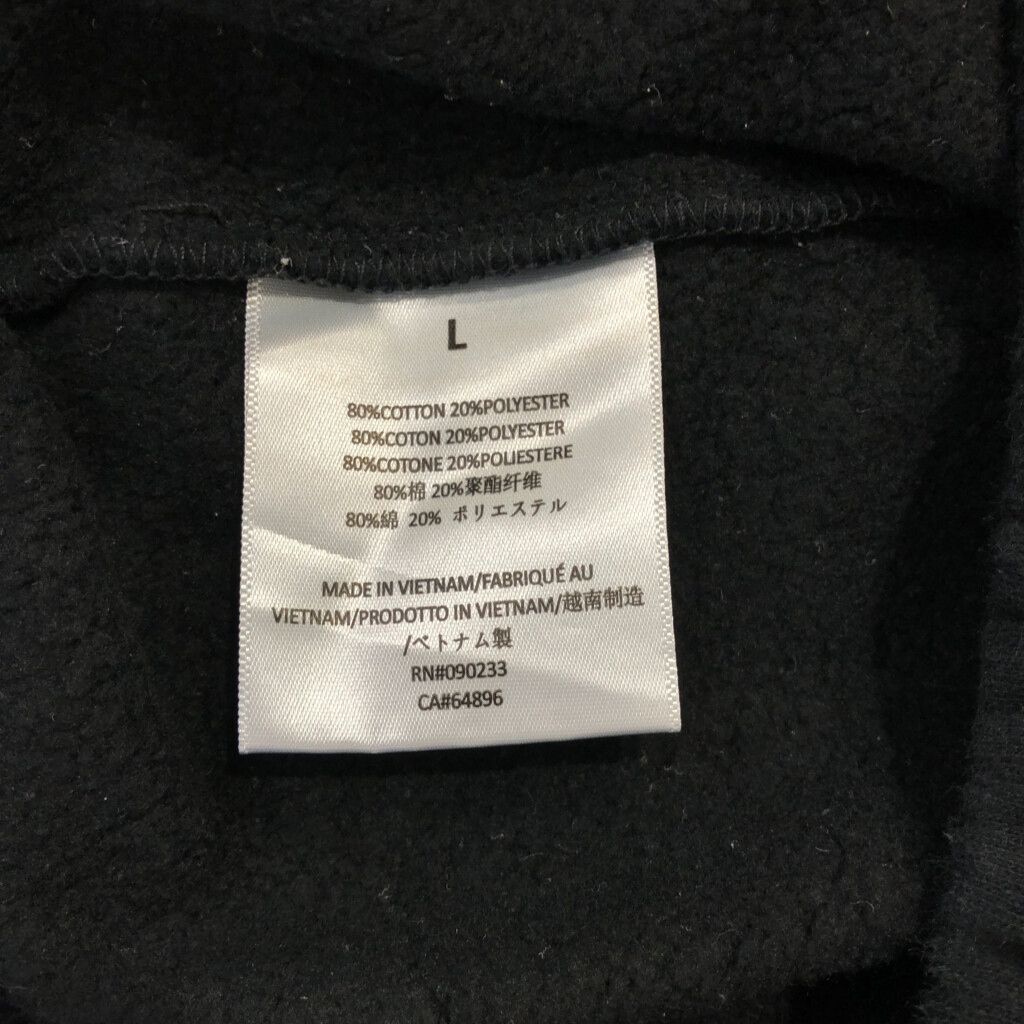 L
80%COTTON 20%POLYESTER
80%COTON 20%POLYESTER
80%COTONE 20%POLIESTERE
80%棉 20%聚酯纤维
80%綿 20% ポリエステル
MADE IN VIETNAM/FABRIQUÉ AU
VIETNAM/PRODOTTO IN VIETNAM/越南制造
/ベトナム製
RN#090233
CA#64896